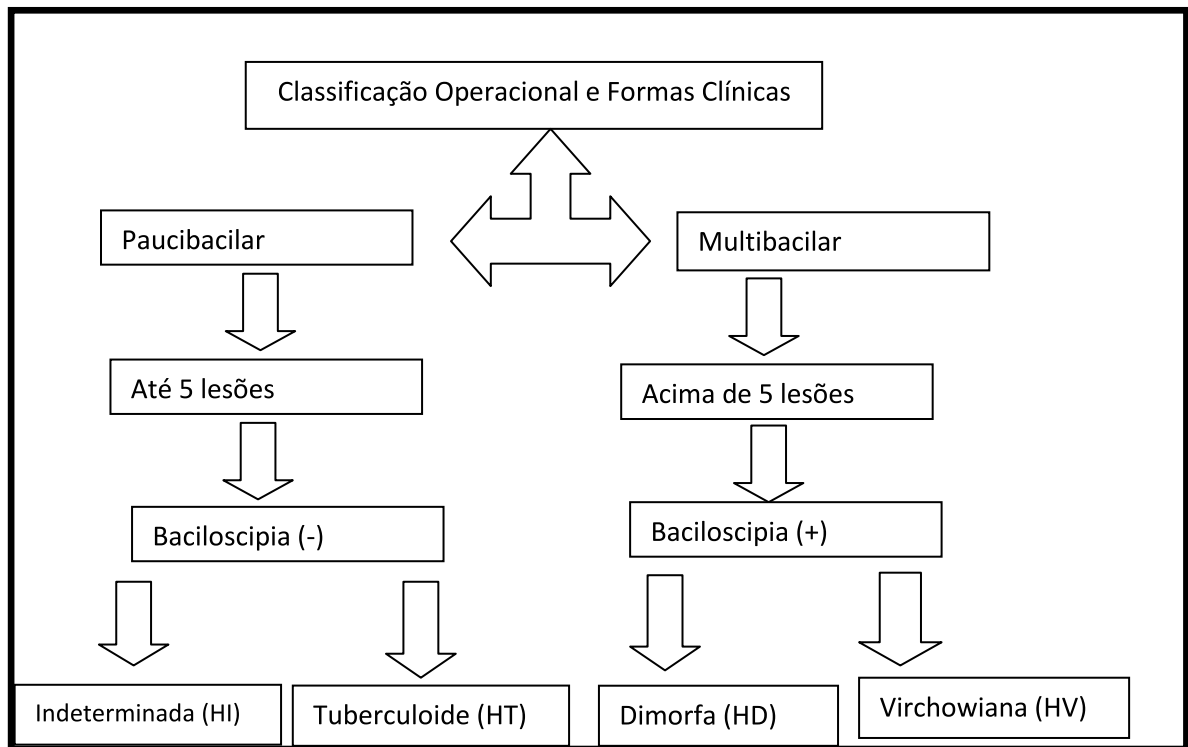 Classificação Operacional e Formas Clínicas
Paucibacilar
Multibacilar
Até 5 lesões
Acima de 5 lesões
Baciloscipia (-)
Baciloscipia (+)
Indeterminada (HI)
Tuberculoide (HT)
Dimorfa (HD)
Virchowiana (HV)